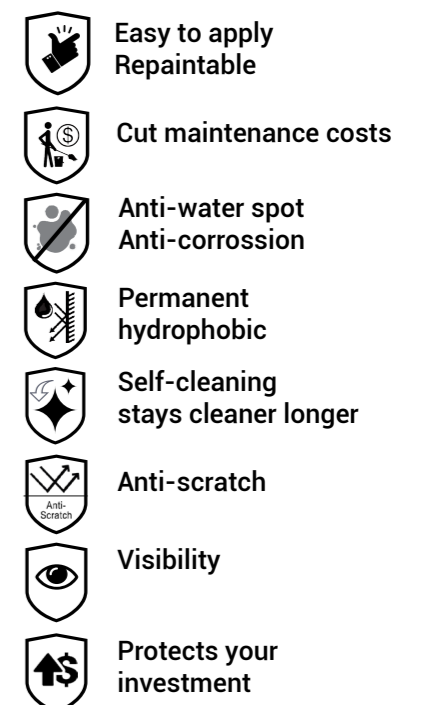 Easy to apply
Repaintable
$
Cut maintenance costs
Anti-water spot
Anti-corrossion
Permanent
hydrophobic
Self-cleaning
stays cleaner longer
Anti-
Scratch
Anti-scratch
Visibility
$
Protects your
investment